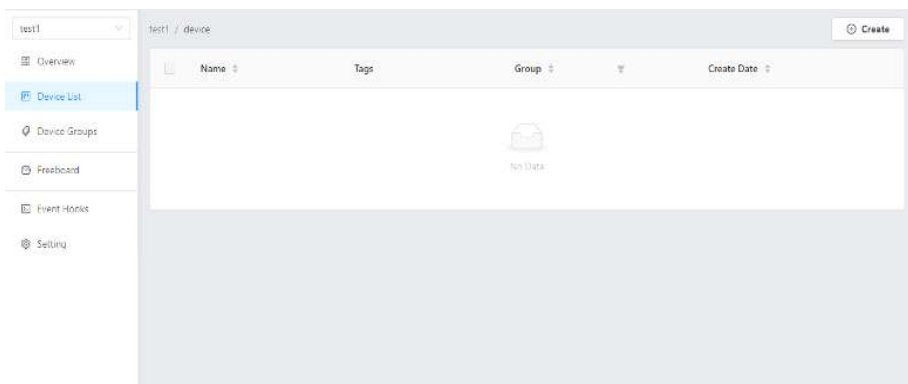 test1
Overview
Device List
Device Groups
Freeboard
Event Hooks
Setting
test1 / device
Create
Name Tags Group Create Date
No Data